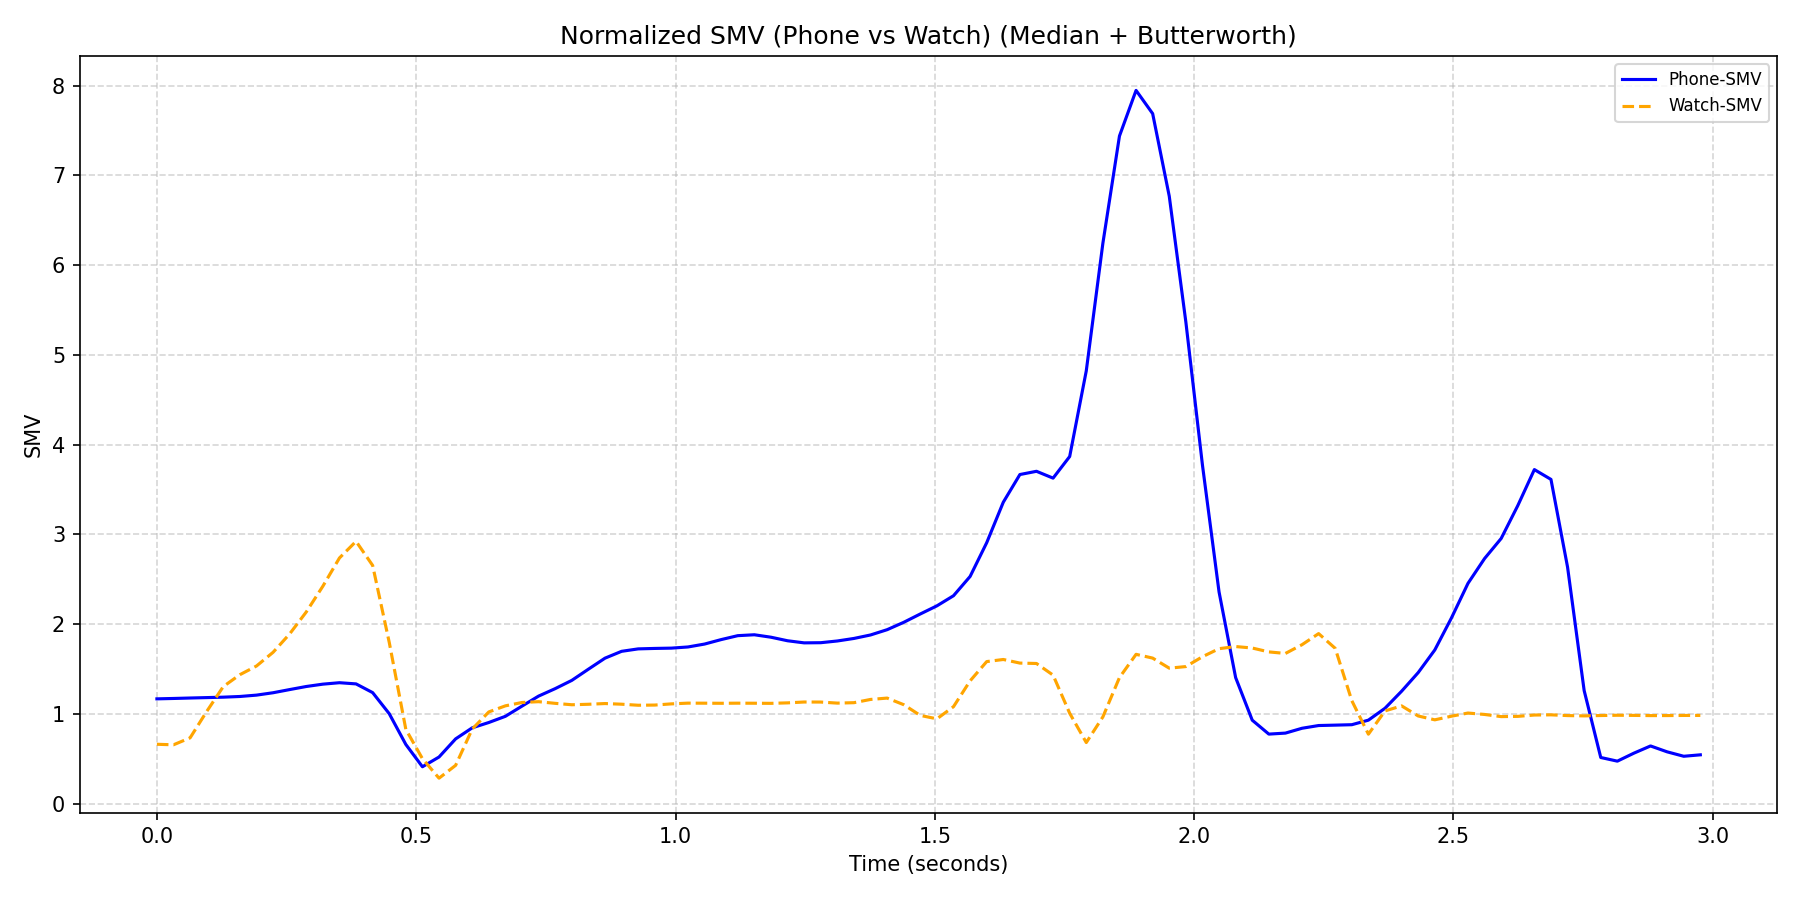 Normalized SMV (Phone vs Watch) (Median + Butterworth)
Phone-SMV
Watch-SMV
SMV
8
7
6
5
4
3
2
1
0
0.0 0.5 1.0 1.5 2.0 2.5 3.0
Time (seconds)